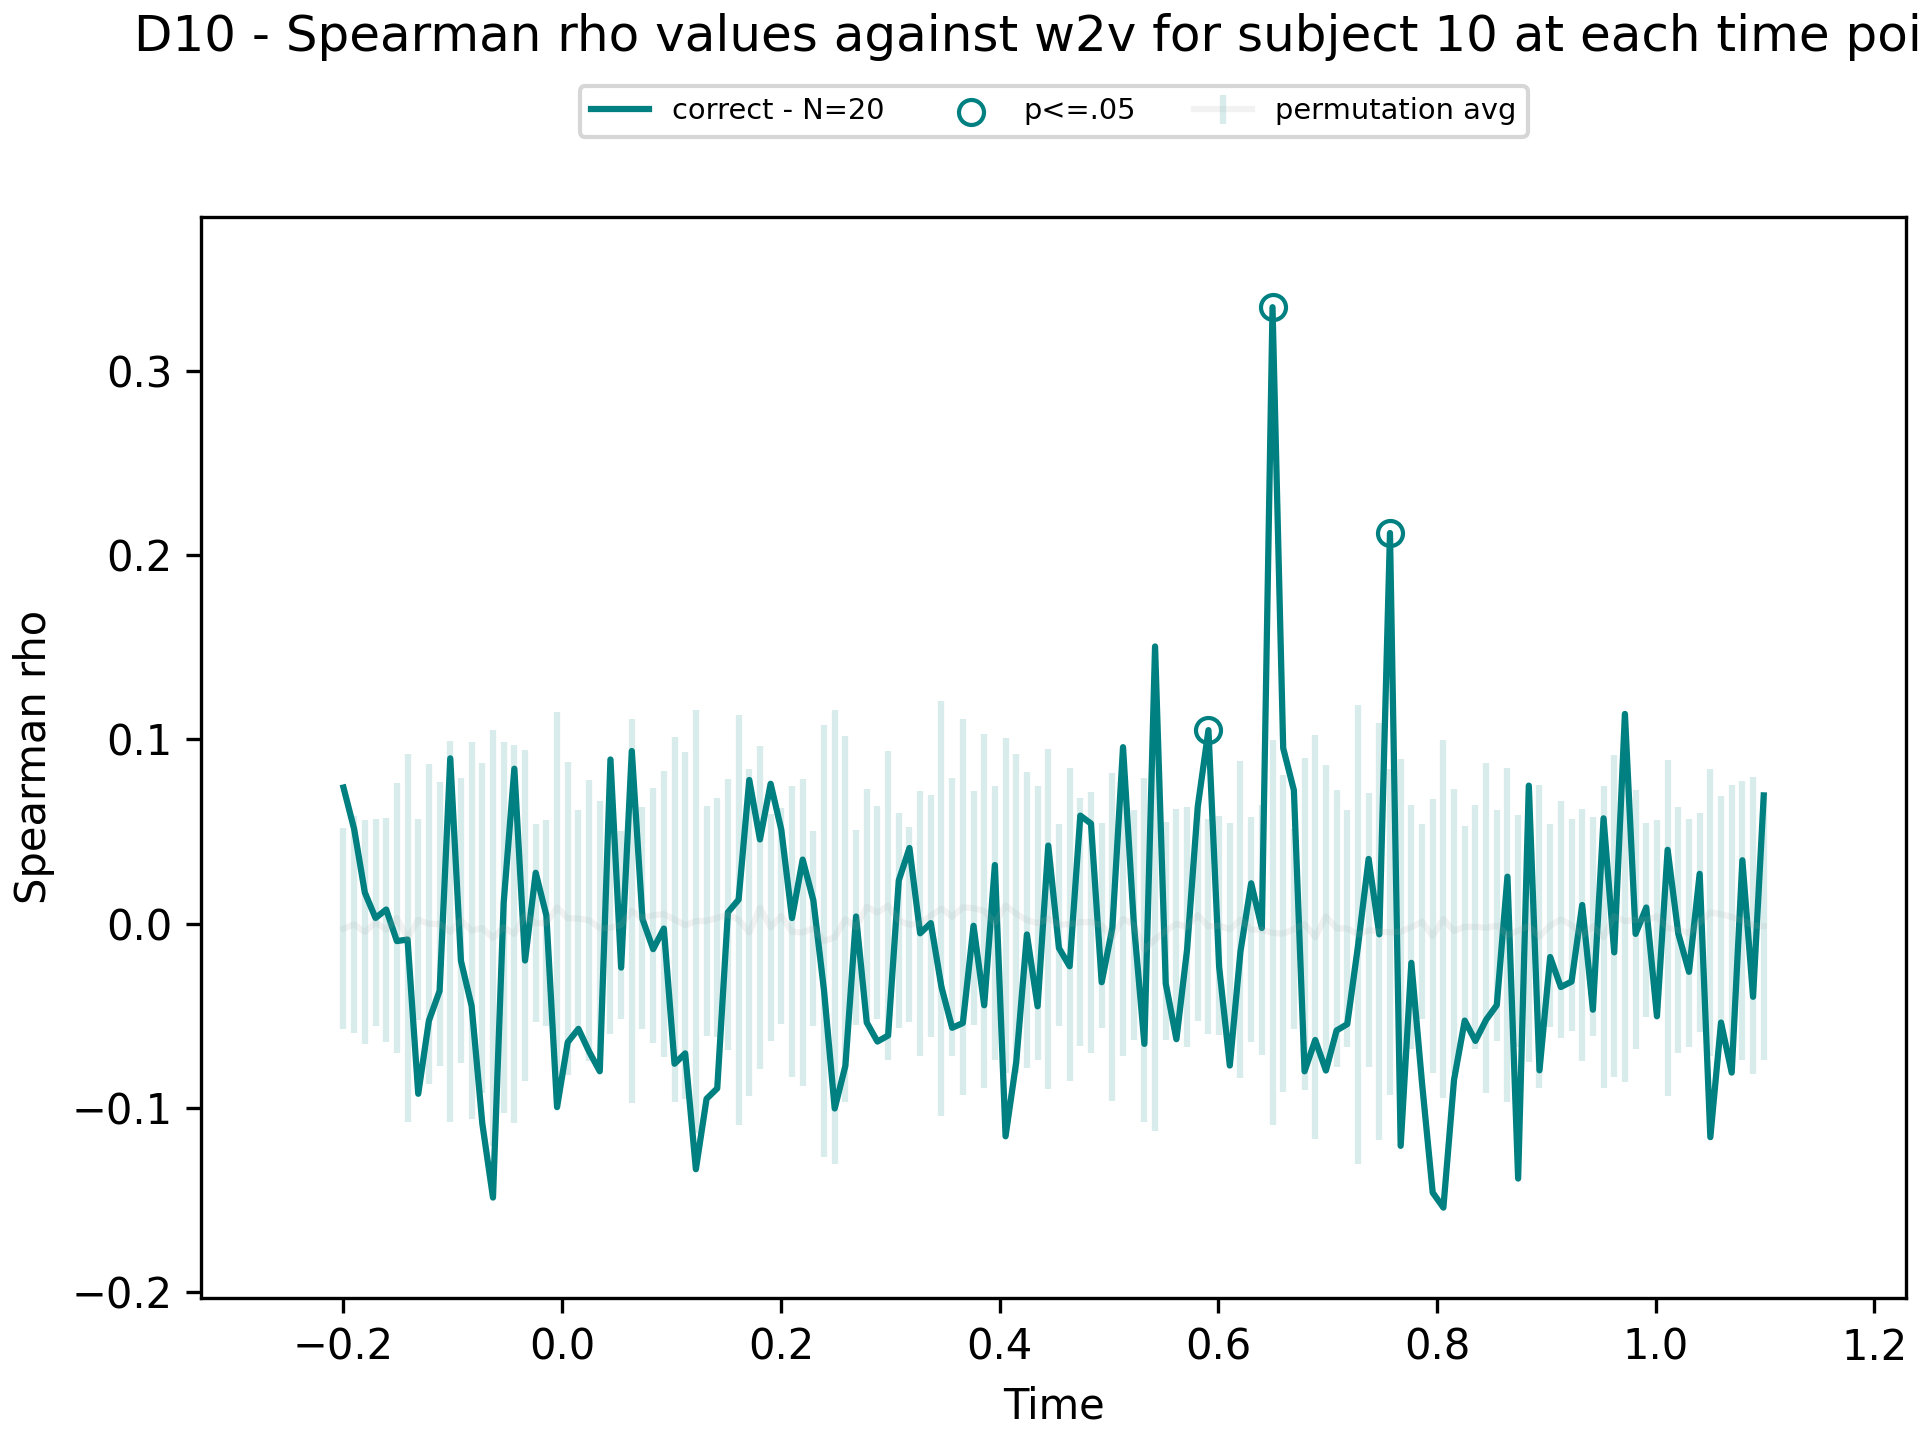 D10 - Spearman rho values against w2v for subject 10 at each time poi
correct - N=20 p<=.05 permutation avg
Spearman rho
0.3
0.2
0.1
0.0
−0.1
−0.2
−0.2 0.0 0.2 0.4 0.6 0.8 1.0 1.2
Time